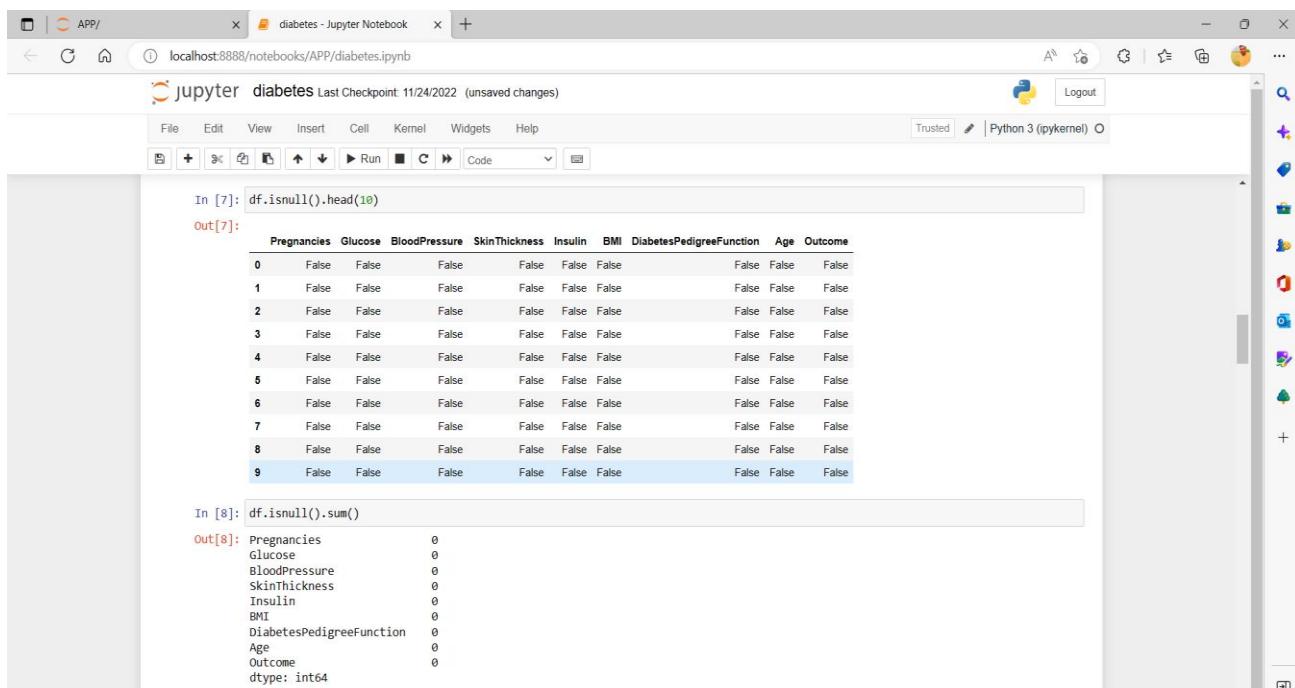 APP/ diabetes - Jupyter Notebook
localhost:8888/notebooks/APP/diabetes.ipynb
jupyter diabetes Last Checkpoint: 11/24/2022 (unsaved changes) Logout
File Edit View Insert Cell Kernel Widgets Help Trusted Python 3 (ipykernel)
Run Code
In [7]: df.isnull().head(10)
Out[7]:
Pregnancies Glucose BloodPressure SkinThickness Insulin BMI DiabetesPedigreeFunction Age Outcome
0 False False False False False False False False False
1 False False False False False False False False False
2 False False False False False False False False False
3 False False False False False False False False False
4 False False False False False False False False False
5 False False False False False False False False False
6 False False False False False False False False False
7 False False False False False False False False False
8 False False False False False False False False False
9 False False False False False False False False False
In [8]: df.isnull().sum()
Out[8]: Pregnancies 0
Glucose 0
BloodPressure 0
SkinThickness 0
Insulin 0
BMI 0
DiabetesPedigreeFunction 0
Age 0
Outcome 0
dtype: int64